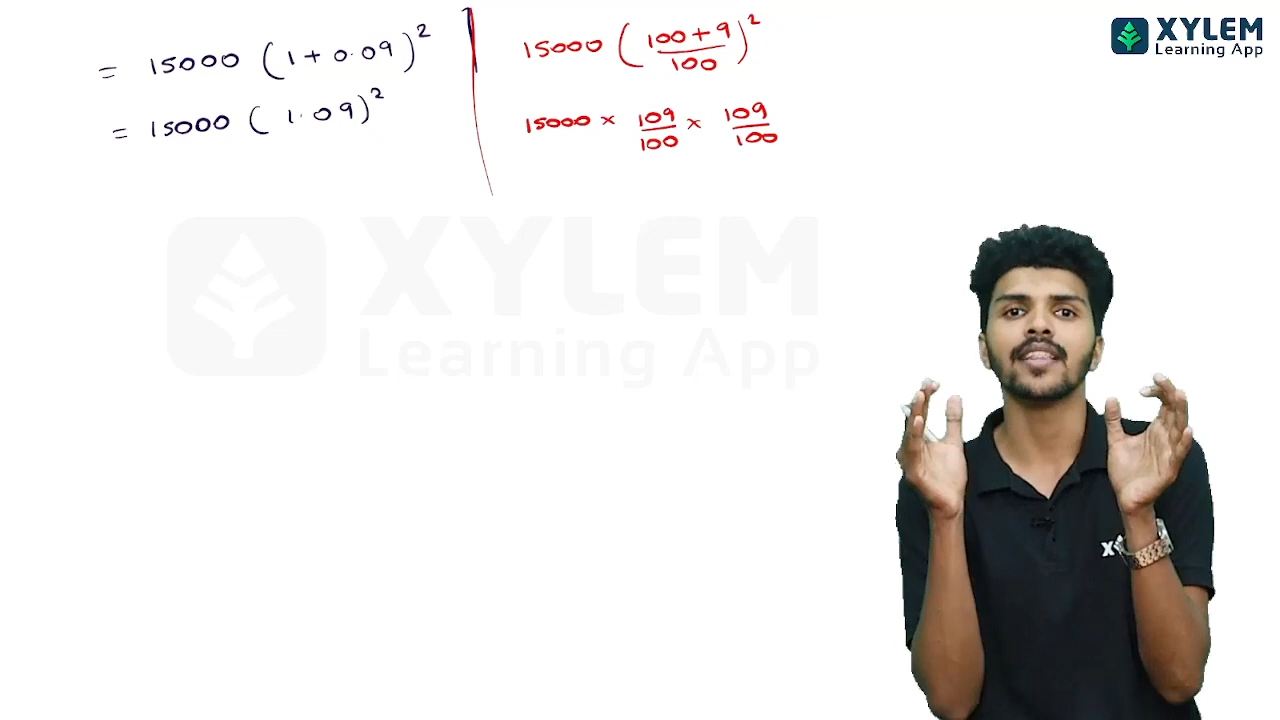 = 15000 (1 + 0.09)²
= 15000 (1.09)²
15000 (100 + 9 / 100)²
15000 × 109/100 × 109/100
XYLEM
Learning App
XYLEM
Learning App
XYLEM